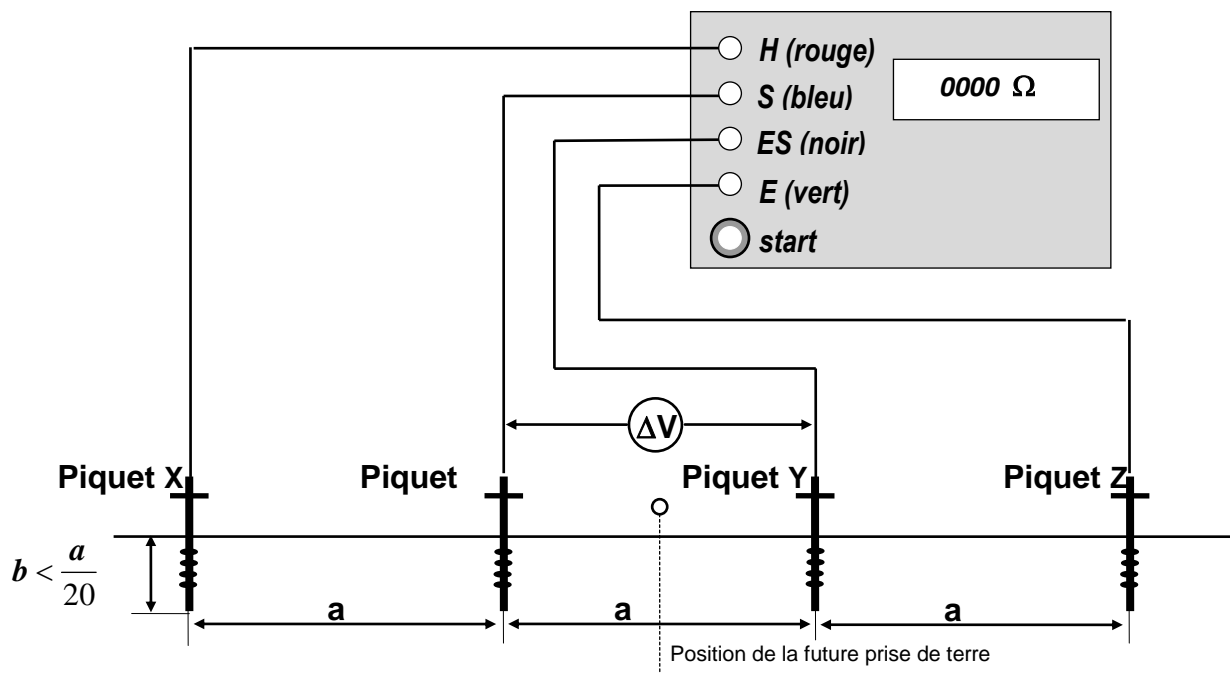 H (rouge)
S (bleu)
ES (noir)
E (vert)
start
0000 Ω
ΔV
Piquet X
Piquet
Piquet Y
Piquet Z
b < a/20
a
a
a
Position de la future prise de terre